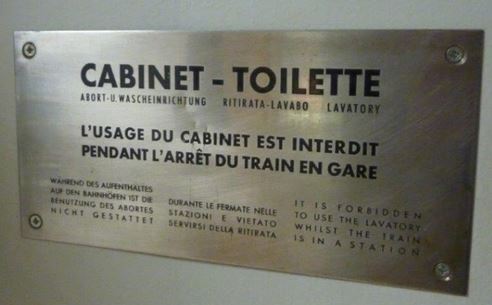 CABINET - TOILETTE
ABORT-U.WASCHEINRICHTUNG RITIRATA-LAVABO LAVATORY
L'USAGE DU CABINET EST INTERDIT
PENDANT L'ARRÊT DU TRAIN EN GARE
WÄHREND DES AUFENTHALTES
AUF DEN BAHNHÖFEN IST DIE
BENUTZUNG DES ABORTES
NICHT GESTATTET
DURANTE LE FERMATE NELLE
STAZIONI E VIETATO
SERVIRSI DELLA RITIRATA
IT IS FORBIDDEN
TO USE THE LAVATORY
WHILST THE TRAIN
IS IN A STATION